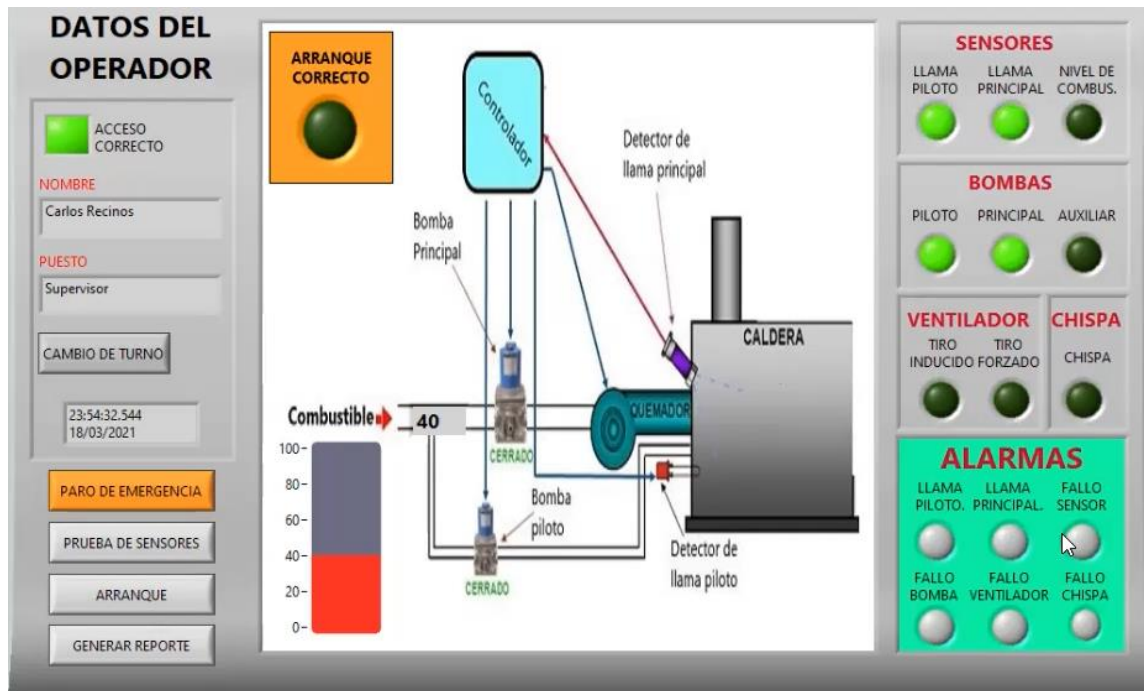 DATOS DEL
OPERADOR
ACCESO
CORRECTO
NOMBRE
Carlos Recinos
PUESTO
Supervisor
CAMBIO DE TURNO
23:54:32.544
18/03/2021
PARO DE EMERGENCIA
PRUEBA DE SENSORES
ARRANQUE
GENERAR REPORTE
ARRANQUE
CORRECTO
Controlador
Detector de
llama principal
Bomba
Principal
CALDERA
QUEMADOR
Combustible
40
CERRADO
100
80
60
40
20
0
Bomba
piloto
CERRADO
Detector de
llama piloto
SENSORES
LLAMA
PILOTO
LLAMA
PRINCIPAL
NIVEL DE
COMBUS.
BOMBAS
PILOTO
PRINCIPAL
AUXILIAR
VENTILADOR
TIRO
INDUCIDO
TIRO
FORZADO
CHISPA
CHISPA
ALARMAS
LLAMA
PILOTO.
LLAMA
PRINCIPAL.
FALLO
SENSOR
FALLO
BOMBA
FALLO
VENTILADOR
FALLO
CHISPA